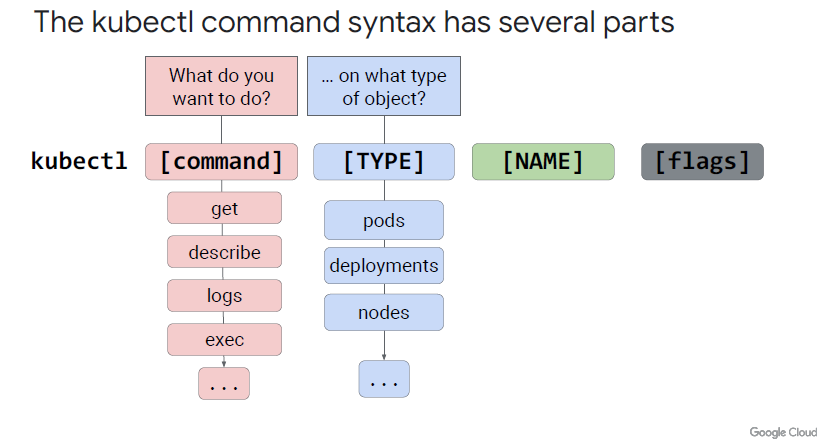 The kubectl command syntax has several parts
What do you
want to do?
... on what type
of object?
kubectl [command] [TYPE] [NAME] [flags]
get
describe
logs
exec
...
pods
deployments
nodes
...
Google Cloud